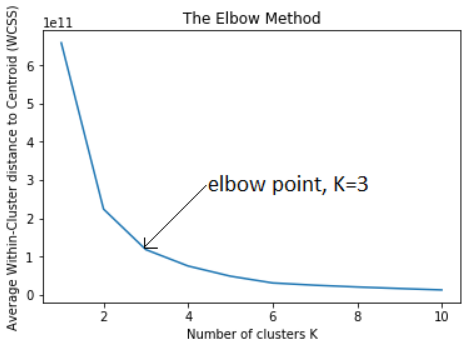 The Elbow Method
1e11
Average Within-Cluster distance to Centroid (WCSS)
6
5
4
3
2
1
0
elbow point, K=3
2
4
6
8
10
Number of clusters K